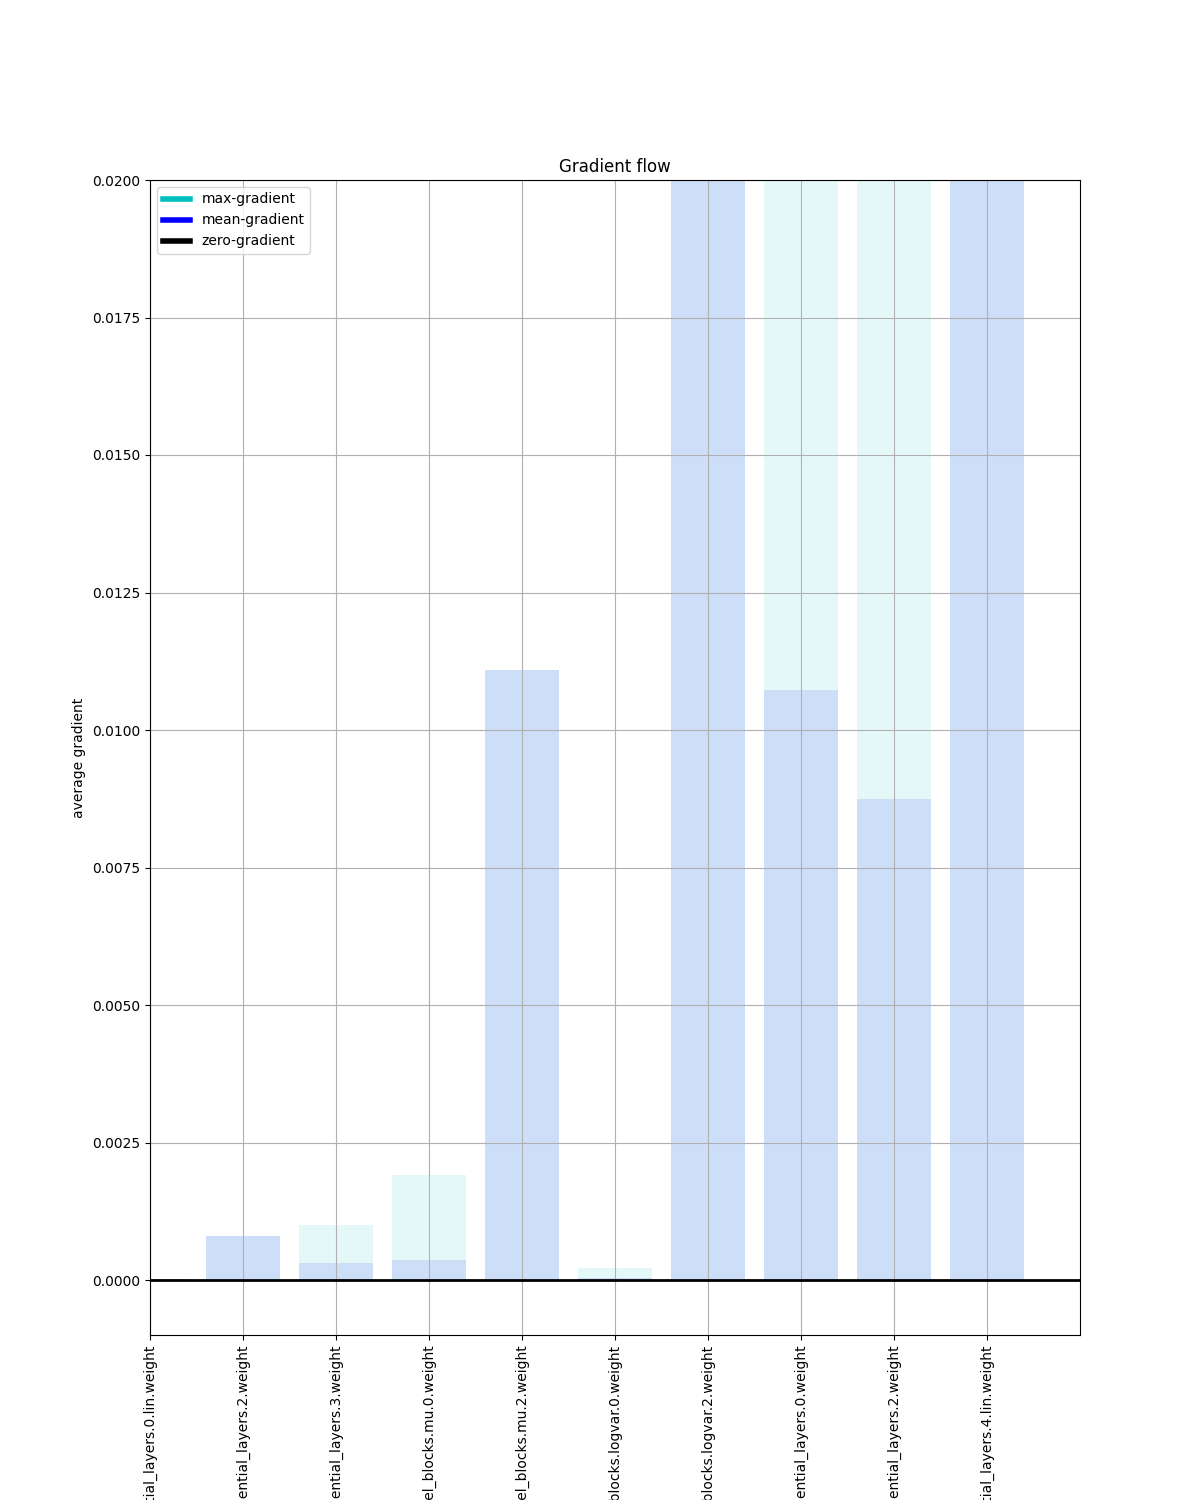 Gradient flow
max-gradient
mean-gradient
zero-gradient
0.0200
0.0175
0.0150
0.0125
0.0100
0.0075
0.0050
0.0025
0.0000
average gradient
tial_layers.0.lin.weight
ential_layers.2.weight
ential_layers.3.weight
el_blocks.mu.0.weight
el_blocks.mu.2.weight
blocks.logvar.0.weight
blocks.logvar.2.weight
ential_layers.0.weight
ential_layers.2.weight
tial_layers.4.lin.weight